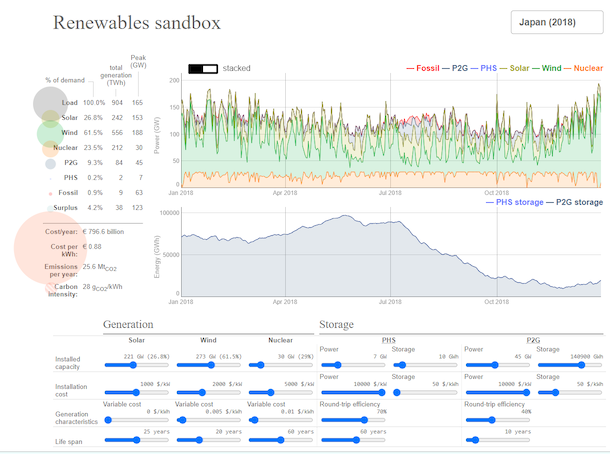 Renewables sandbox
Japan (2018)
% of demand
total generation (TWh)
Peak (GW)
Load 100.0% 904 165
Solar 26.8% 242 153
Wind 61.5% 556 188
Nuclear 23.5% 212 30
P2G 9.3% 84 45
PHS 0.2% 2 7
Fossil 0.9% 9 63
Surplus 4.2% 38 123
Cost/year: € 796.6 billion
Cost per kWh: € 0.88
Emissions per year: 25.6 MtCO2
Carbon intensity: 28 gCO2/kWh
stacked
Fossil P2G PHS Solar Wind Nuclear
Power (GW)
200
150
100
50
0
Jan 2018 Apr 2018 Jul 2018 Oct 2018
PHS storage P2G storage
Energy (GWh)
100000
50000
0
Jan 2018 Apr 2018 Jul 2018 Oct 2018
Generation Storage
Solar Wind Nuclear PHS P2G
Power Storage Power Storage
Installed capacity
221 GW (26.8%) 273 GW (61.5%) 30 GW (29%) 7 GW 10 GWh 45 GW 140909 GWh
Installation cost
1000 $/kW 2000 $/kW 5000 $/kW 10000 $/kW 50 $/kWh 10000 $/kW 50 $/kWh
Generation characteristics
Variable cost Variable cost Variable cost Round-trip efficiency Round-trip efficiency
0 $/kWh 0.005 $/kWh 0.01 $/kWh 70% 40%
Life span
25 years 20 years 60 years 60 years 10 years